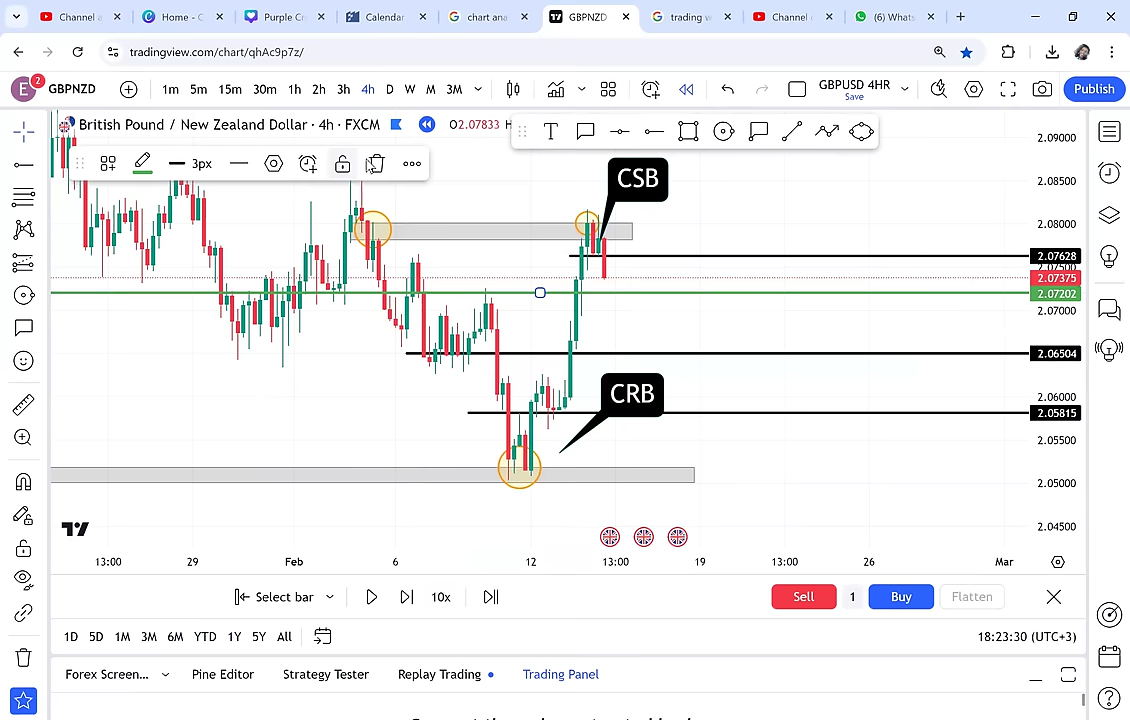 Channel a
Home - C
Purple Cr
Calendar
chart ana
GBPNZD
trading w
Channel
(6) Whats
tradingview.com/chart/qhAc9p7z/
E
2
GBPNZD
1m 5m 15m 30m 1h 2h 3h 4h D W M 3M
GBPUSD 4HR
Save
Publish
British Pound / New Zealand Dollar · 4h · FXCM
O2.07833
H
3px
CSB
CRB
2.09000
2.08500
2.08000
2.07628
2.07500
2.07375
2.07202
2.07000
2.06504
2.06000
2.05815
2.05500
2.05000
2.04500
13:00 29 Feb 6 12 13:00 19 13:00 26 Mar
Select bar
10x
Sell
1
Buy
Flatten
1D 5D 1M 3M 6M YTD 1Y 5Y All
18:23:30 (UTC+3)
Forex Screen...
Pine Editor
Strategy Tester
Replay Trading
Trading Panel